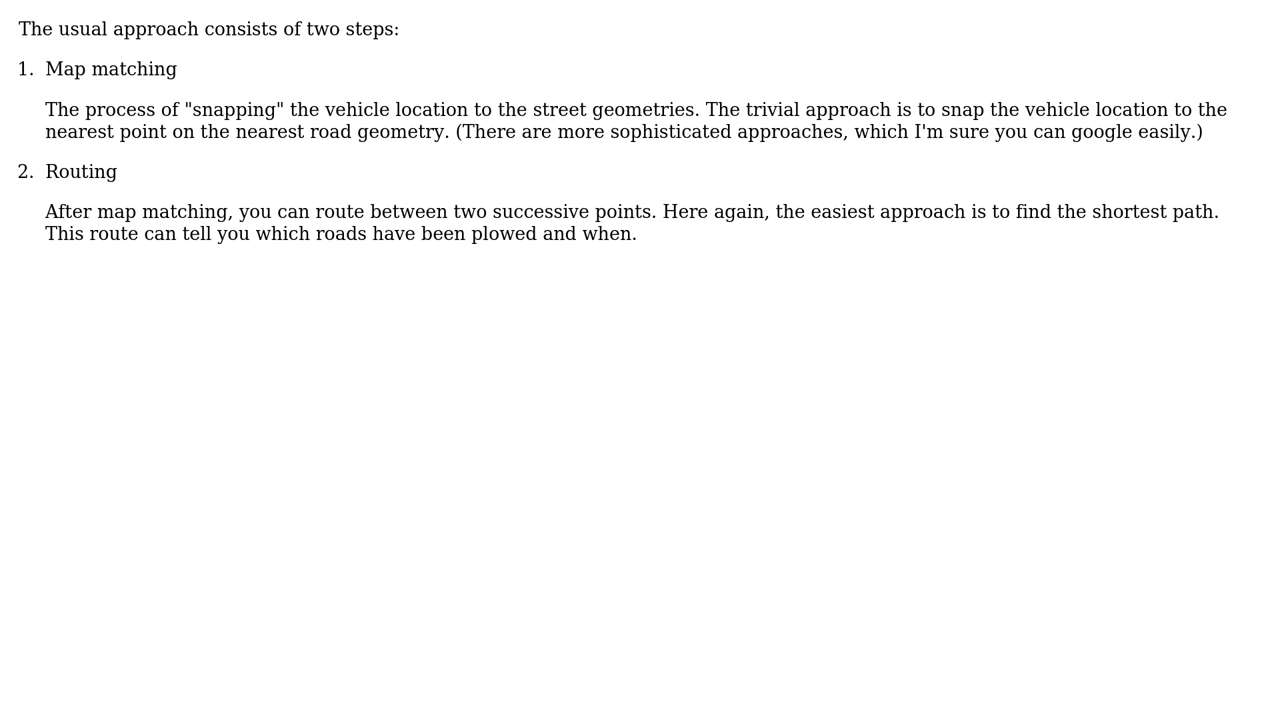 The usual approach consists of two steps:
1. Map matching
The process of "snapping" the vehicle location to the street geometries. The trivial approach is to snap the vehicle location to the
nearest point on the nearest road geometry. (There are more sophisticated approaches, which I'm sure you can google easily.)
2. Routing
After map matching, you can route between two successive points. Here again, the easiest approach is to find the shortest path.
This route can tell you which roads have been plowed and when.